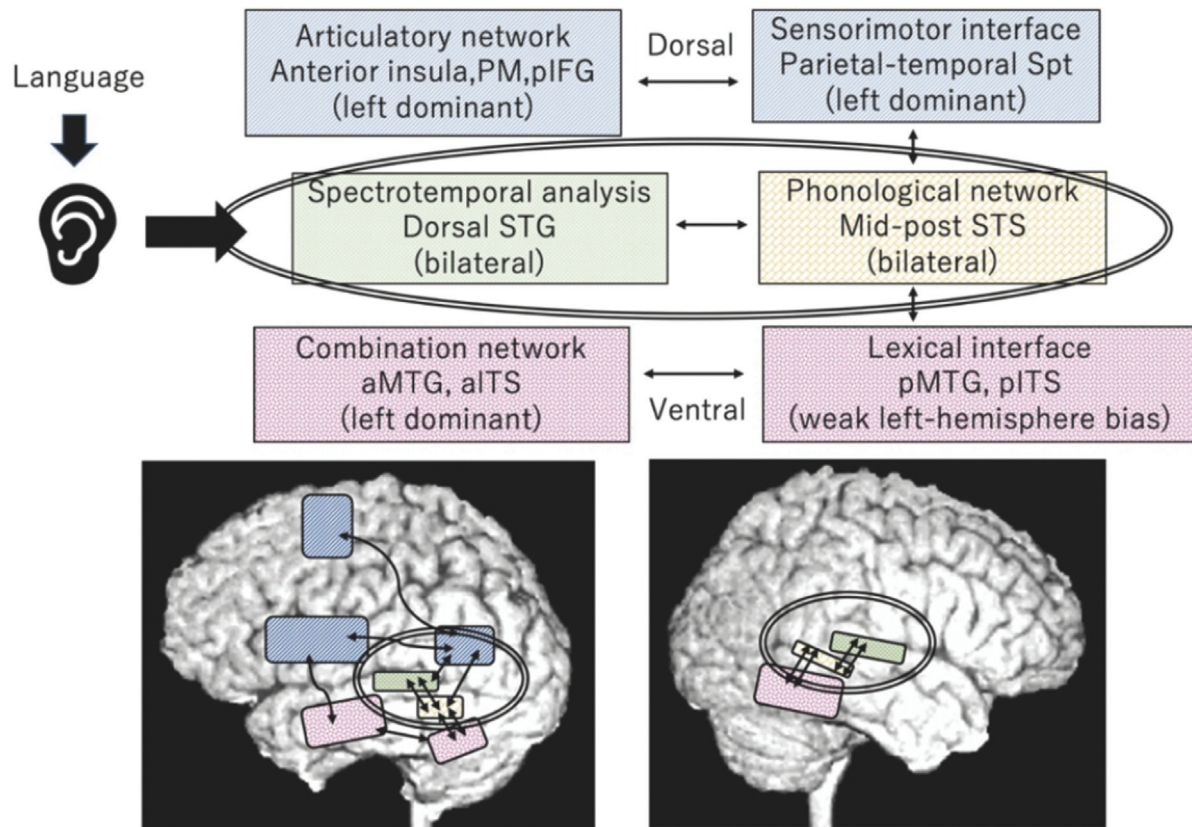 Language
Articulatory network
Anterior insula,PM,pIFG
(left dominant)
Dorsal
Sensorimotor interface
Parietal-temporal Spt
(left dominant)
Spectrotemporal analysis
Dorsal STG
(bilateral)
Phonological network
Mid-post STS
(bilateral)
Combination network
aMTG, aITS
(left dominant)
Ventral
Lexical interface
pMTG, pITS
(weak left-hemisphere bias)